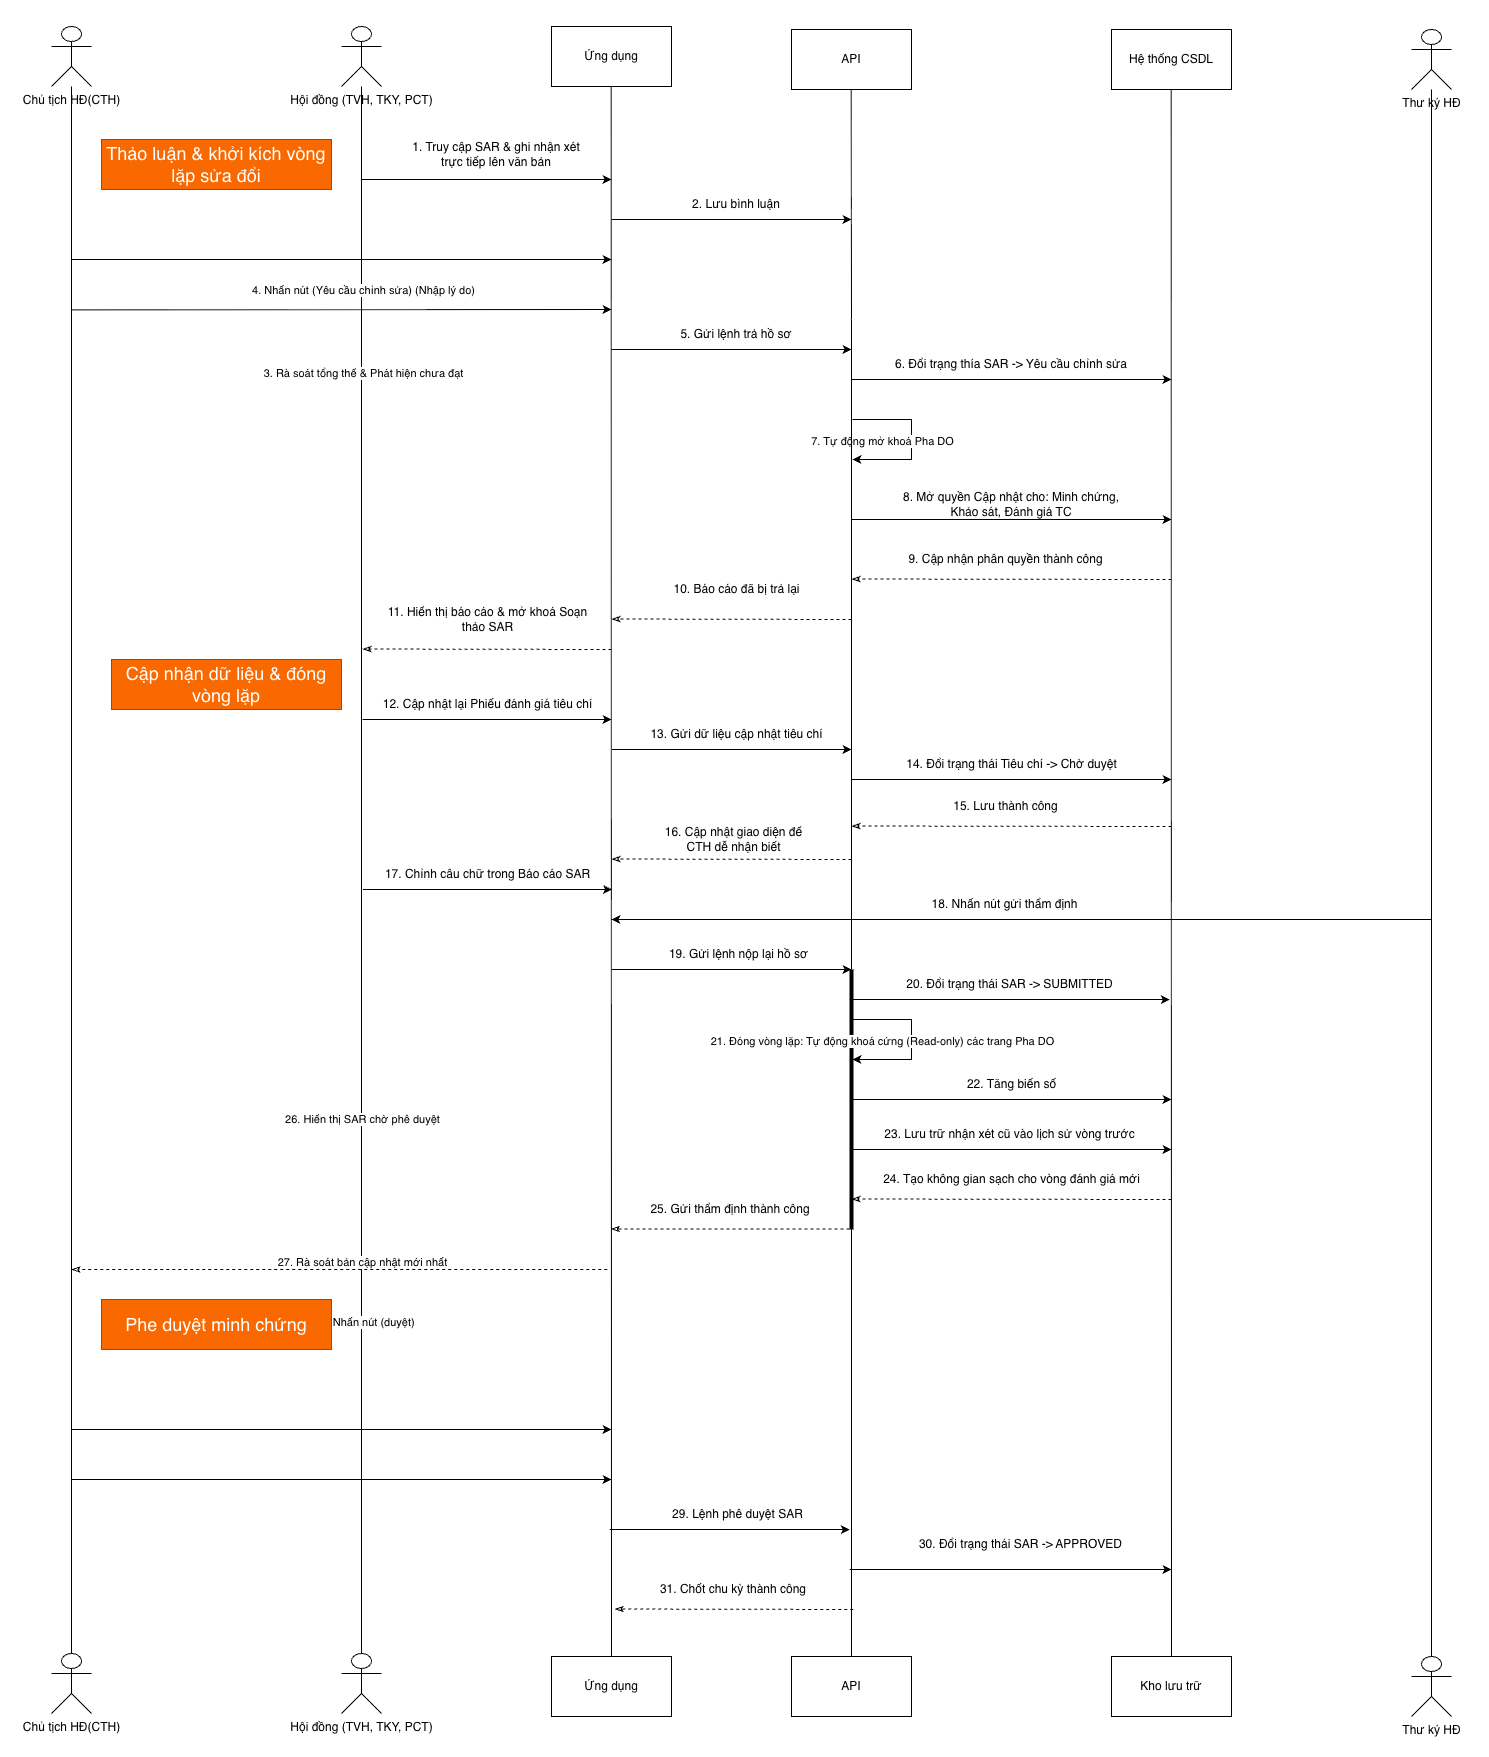 Chủ tịch HĐ(CTH)
Hội đồng (TVH, TKY, PCT)
Ứng dụng
API
Hệ thống CSDL
Thư ký HĐ
Thảo luận & khởi kích vòng
lặp sửa đổi
1. Truy cập SAR & ghi nhận xét
trực tiếp lên văn bản
2. Lưu bình luận
4. Nhấn nút (Yêu cầu chỉnh sửa) (Nhập lý do)
5. Gửi lệnh trả hồ sơ
6. Đổi trạng thía SAR -> Yêu cầu chỉnh sửa
3. Rà soát tổng thể & Phát hiện chưa đạt
7. Tự động mở khoá Pha DO
8. Mở quyền Cập nhật cho: Minh chứng,
Khảo sát, Đánh giá TC
9. Cập nhận phân quyền thành công
10. Báo cáo đã bị trả lại
11. Hiển thị báo cáo & mở khoá Soạn
thảo SAR
Cập nhận dữ liệu & đóng
vòng lặp
12. Cập nhật lại Phiếu đánh giá tiêu chí
13. Gửi dữ liệu cập nhật tiêu chí
14. Đổi trạng thái Tiêu chí -> Chờ duyệt
15. Lưu thành công
16. Cập nhật giao diện để
CTH dễ nhận biết
17. Chỉnh câu chữ trong Báo cáo SAR
18. Nhấn nút gửi thẩm định
19. Gửi lệnh nộp lại hồ sơ
20. Đổi trạng thái SAR -> SUBMITTED
21. Đóng vòng lặp: Tự động khoá cứng (Read-only) các trang Pha DO
22. Tăng biến số
26. Hiển thị SAR chờ phê duyệt
23. Lưu trữ nhận xét cũ vào lịch sử vòng trước
24. Tạo không gian sạch cho vòng đánh giá mới
25. Gửi thẩm định thành công
27. Rà soát bản cập nhật mới nhất
Phe duyệt minh chứng
Nhấn nút (duyệt)
29. Lệnh phê duyệt SAR
30. Đổi trạng thái SAR -> APPROVED
31. Chốt chu kỳ thành công
Chủ tịch HĐ(CTH)
Hội đồng (TVH, TKY, PCT)
Ứng dụng
API
Kho lưu trữ
Thư ký HĐ